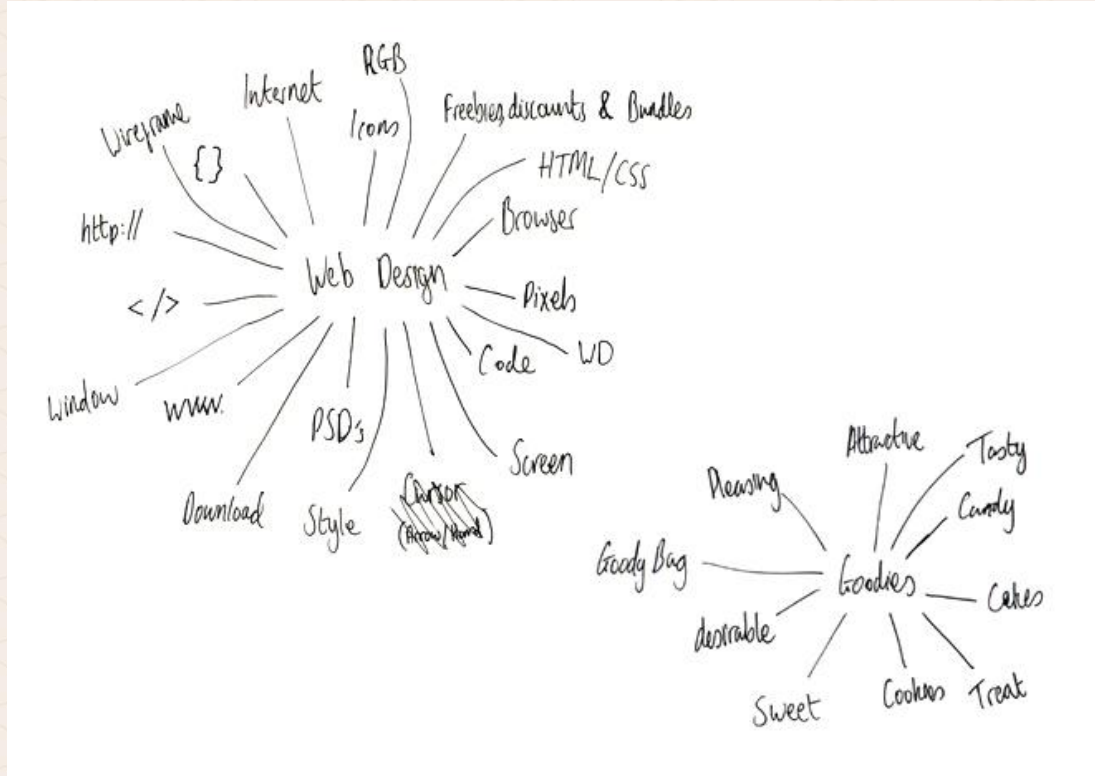 RGB
Internet
Icons
Freebies, discounts & Bundles
Wireframe
{}
HTML/CSS
http://
Browser
Web Design
</>
Pixels
WD
Code
Window
www.
PSD's
Screen
Download
Style
Cursor
(Arrow/Hand)
Attractive
Tasty
Pleasing
Candy
Goody Bag
Goodies
Cakes
desirable
Sweet
Cookies
Treat